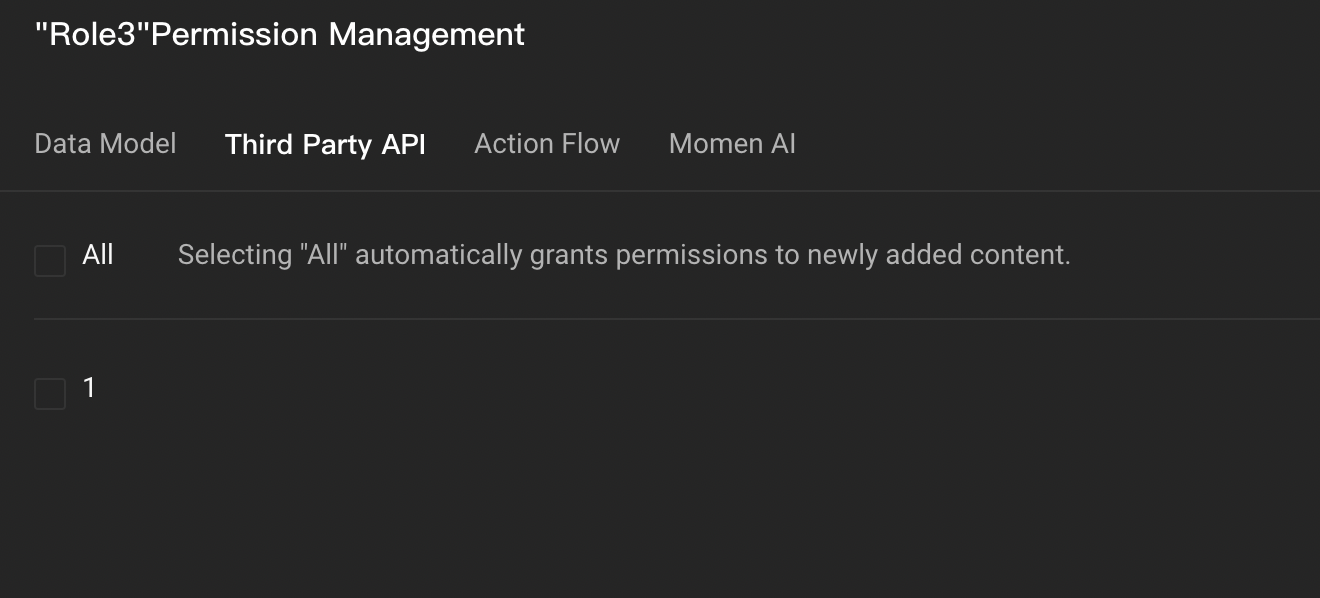 "Role3"Permission Management
Data Model Third Party API Action Flow Momen AI
All Selecting "All" automatically grants permissions to newly added content.
1